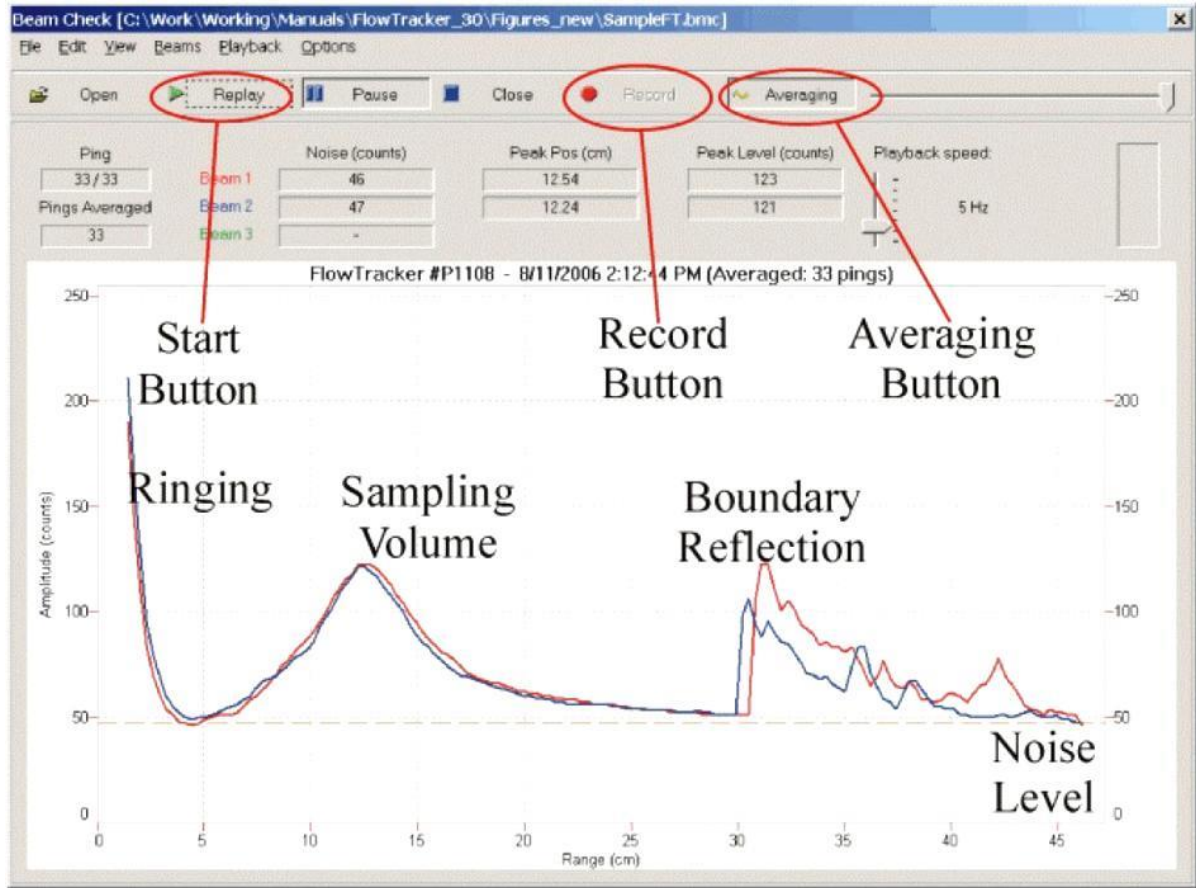 Beam Check [C:\Work\Working\Manuals\FlowTracker_30\Figures_new\SampleFT.bmc]
File Edit View Beams Playback Options
Open Replay Pause Close Record Averaging
Ping Noise (counts) Peak Pos (cm) Peak Level (counts) Playback speed:
33 / 33 Beam 1 46 12.54 123
Pings Averaged Beam 2 47 12.24 121 5 Hz
33 Beam 3 -
FlowTracker #P1108 - 8/11/2006 2:12:44 PM (Averaged: 33 pings)
250 250
Start Record Averaging
Button Button Button
200 200
Ringing Sampling Boundary
150 150
Volume Reflection
Amplitude (counts)
100 100
50 50
Noise
Level
0 0
0 5 10 15 20 25 30 35 40 45
Range (cm)